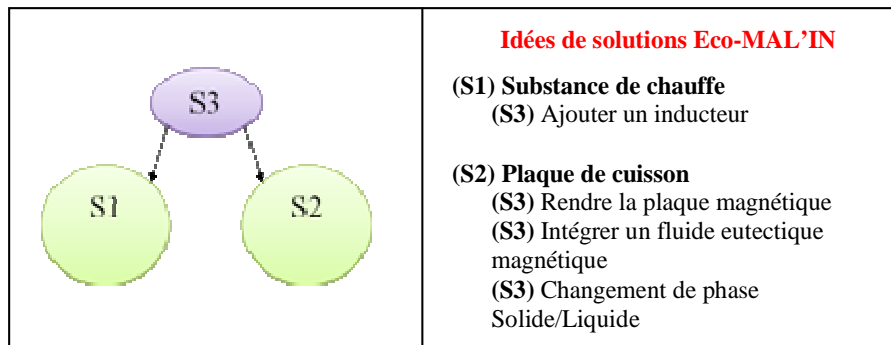 S3
S1
S2
Idées de solutions Eco-MAL’IN
(S1) Substance de chauffe
(S3) Ajouter un inducteur
(S2) Plaque de cuisson
(S3) Rendre la plaque magnétique
(S3) Intégrer un fluide eutectique
magnétique
(S3) Changement de phase
Solide/Liquide